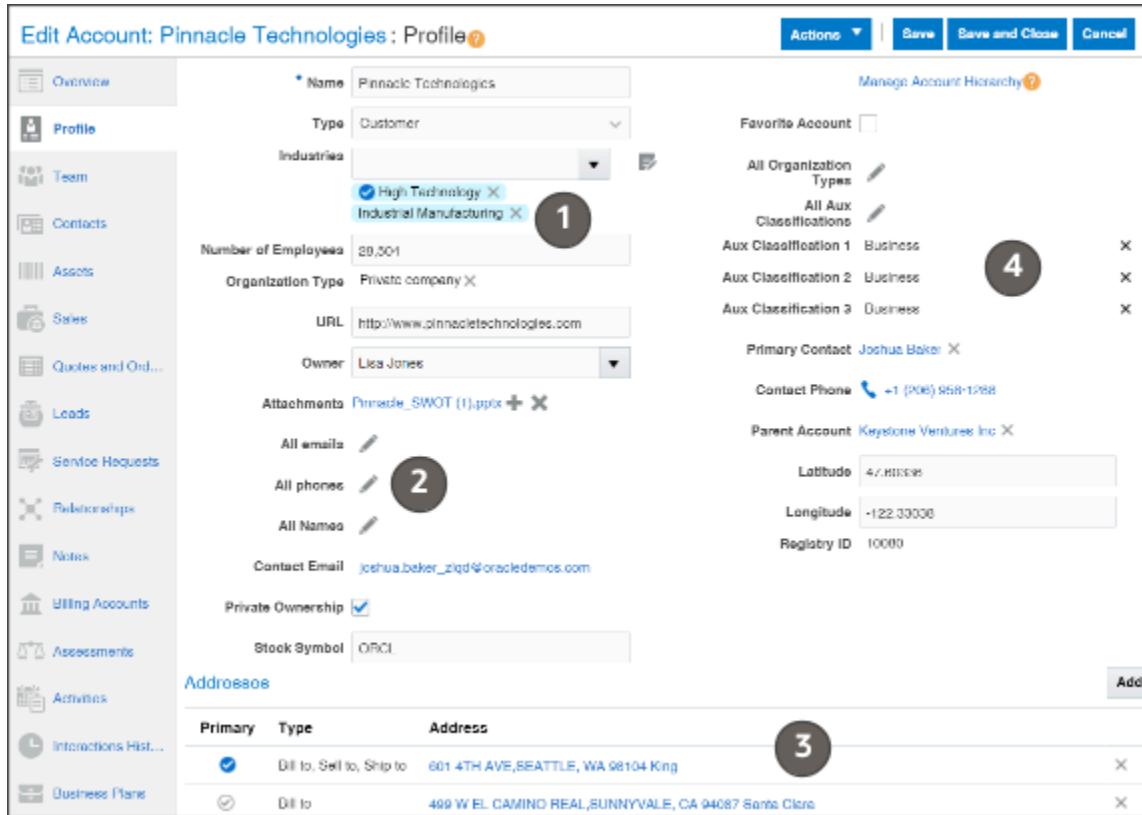 Edit Account: Pinnacle Technologies : Profile
Actions
Save
Save and Close
Cancel
Overview
Profile
Team
Contacts
Assets
Sales
Quotes and Ord...
Leads
Service Requests
Relationships
Notes
Billing Accounts
Assessments
Activities
Interactions Hist...
Business Plans
* Name Pinnacle Technologies
Type Customer
Industries
High Technology
Industrial Manufacturing
1
Number of Employees
Organization Type Private company
URL http://www.pinnacletechnologies.com
Owner Lisa Jones
Attachments Pinnacle_SWOT (1).pptx
All emails
All phones
2
All Names
Contact Email joshua.baker_zlqd@oracledemos.com
Private Ownership
Stock Symbol ORCL
Manage Account Hierarchy
Favorite Account
All Organization
Types
All Aux
Classifications
Aux Classification 1 Business
Aux Classification 2 Business
Aux Classification 3 Business
4
Primary Contact Joshua Baker
Contact Phone +1 (206) 958-1288
Parent Account Keystone Ventures Inc
Latitude 47.60336
Longitude -122.33038
Registry ID 10080
Addresses
Add
Primary Type Address
3
Bill to, Sell to, Ship to 601 4TH AVE,SEATTLE, WA 98104 King
Bill to 499 W EL CAMINO REAL,SUNNYVALE, CA 94087 Santa Clara